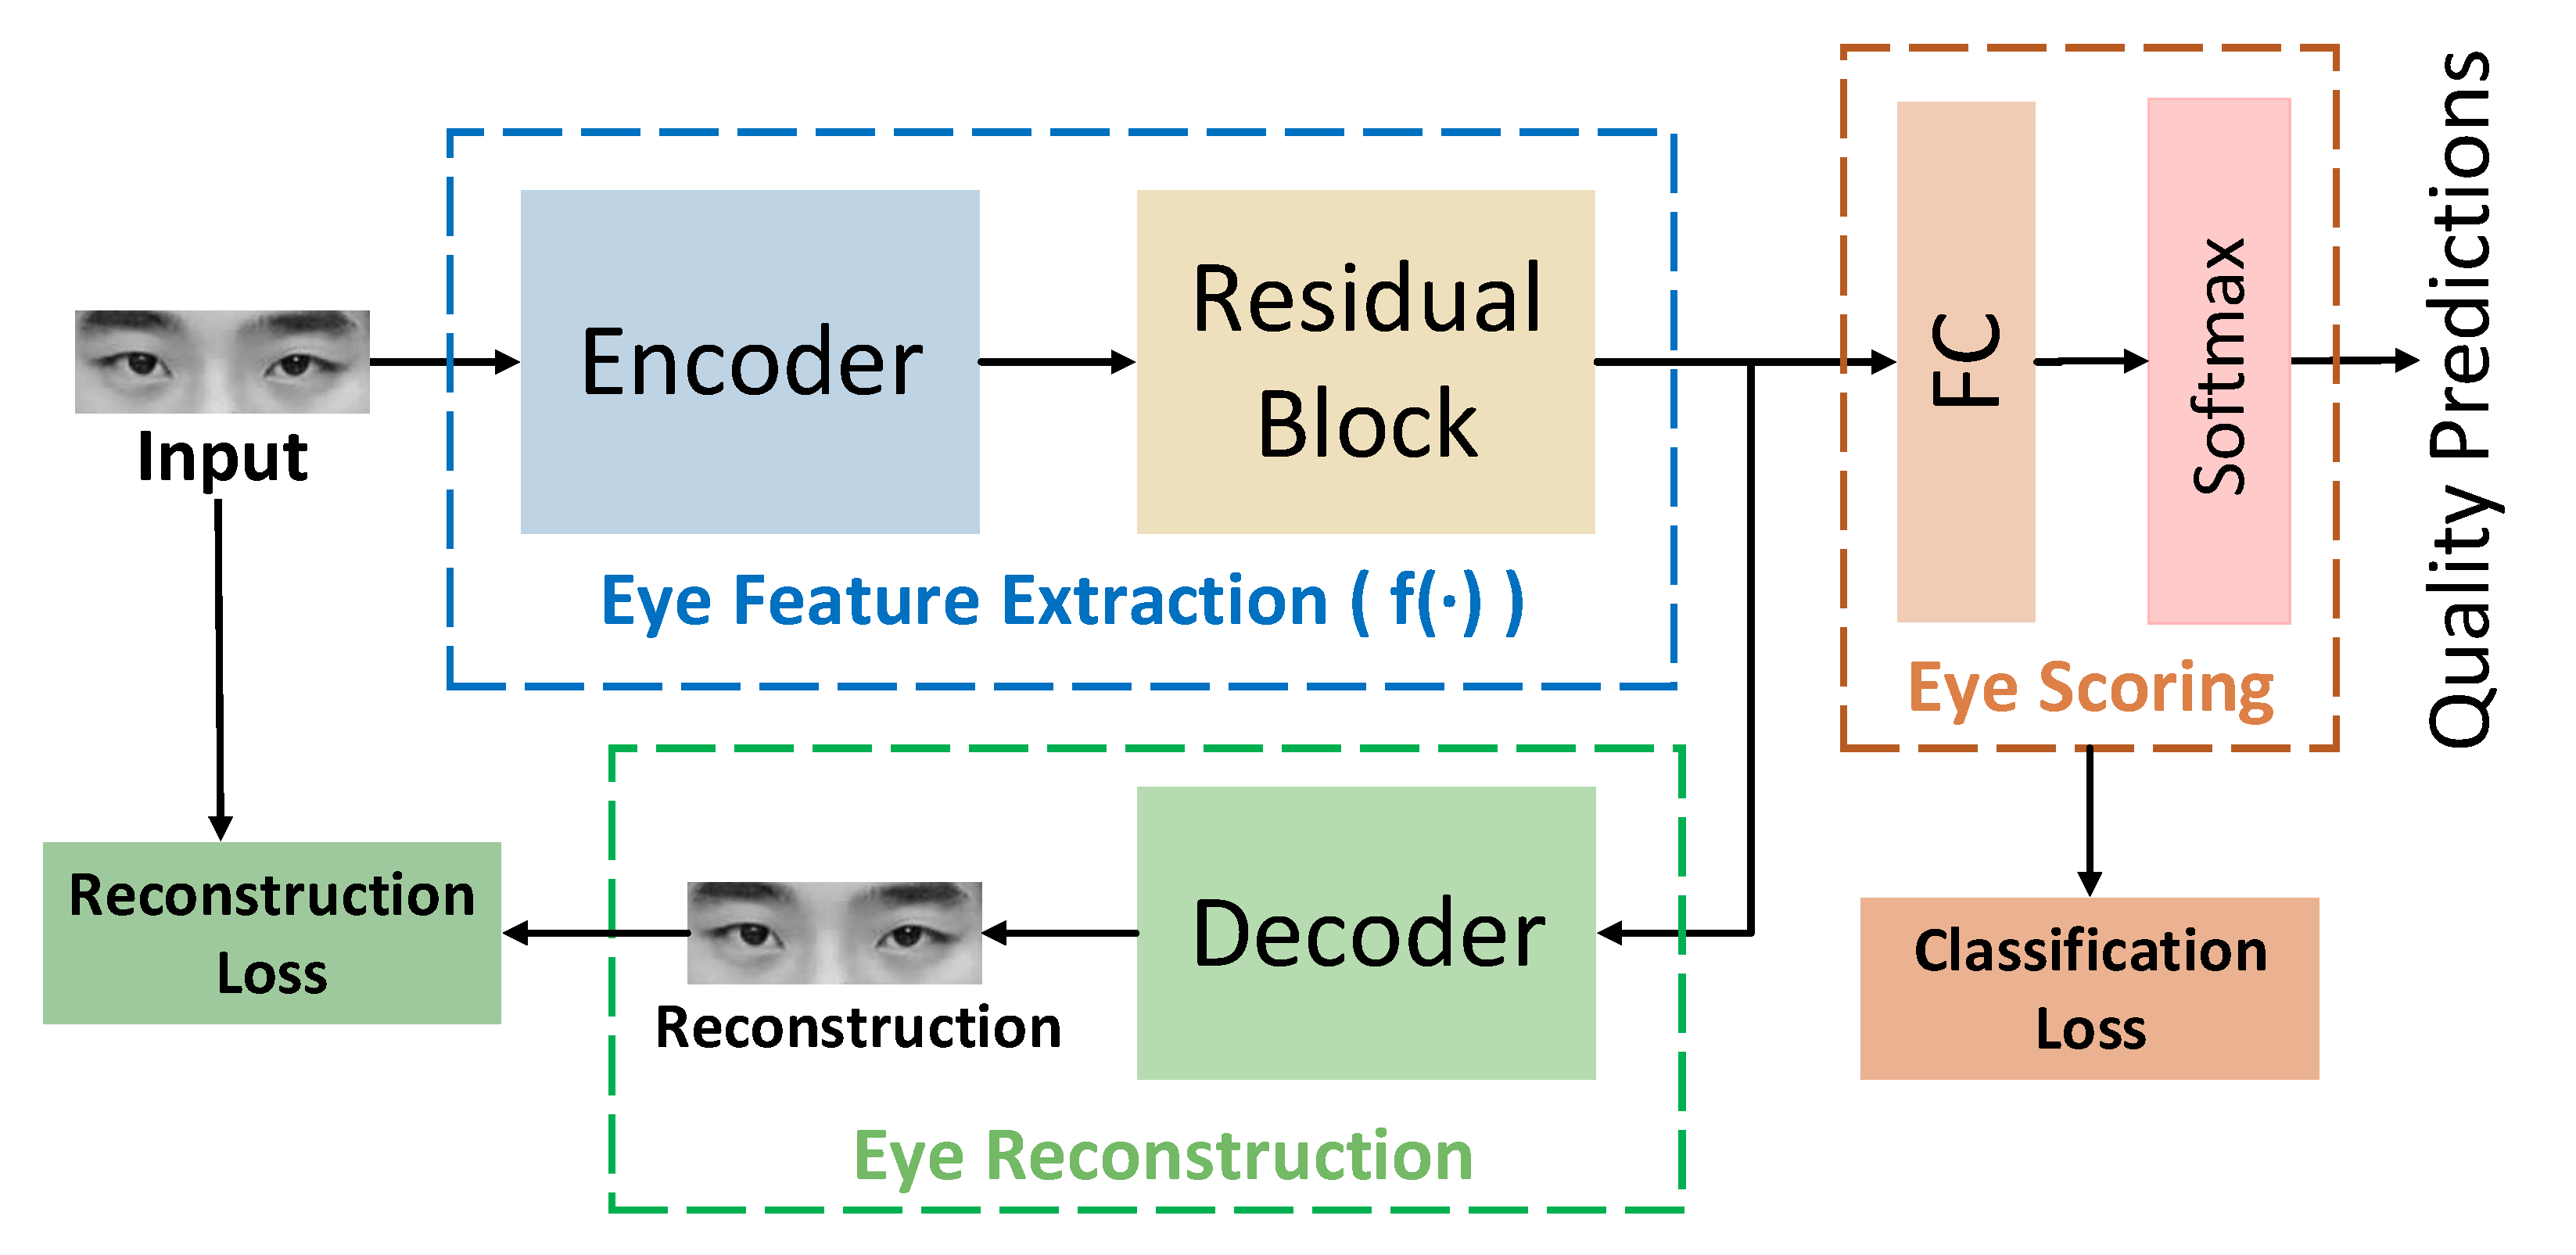 Input
Encoder
Residual
Block
Eye Feature Extraction ( f(·) )
FC
Softmax
Eye Scoring
Quality Predictions
Reconstruction
Loss
Reconstruction
Decoder
Eye Reconstruction
Classification
Loss